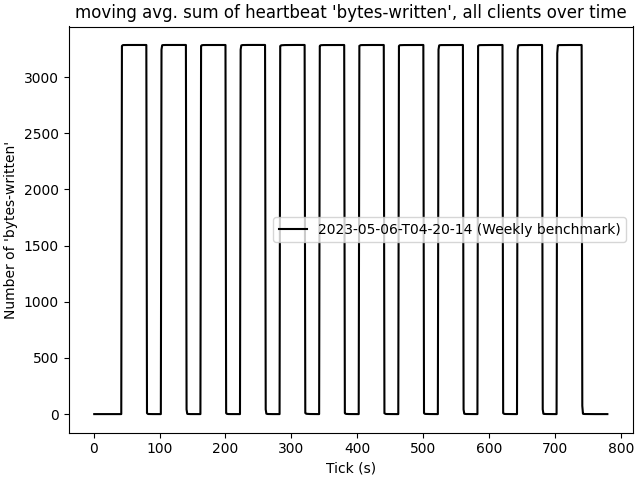 moving avg. sum of heartbeat 'bytes-written', all clients over time
Number of 'bytes-written'
3000
2500
2000
1500
1000
500
0
2023-05-06-T04-20-14 (Weekly benchmark)
0 100 200 300 400 500 600 700 800
Tick (s)